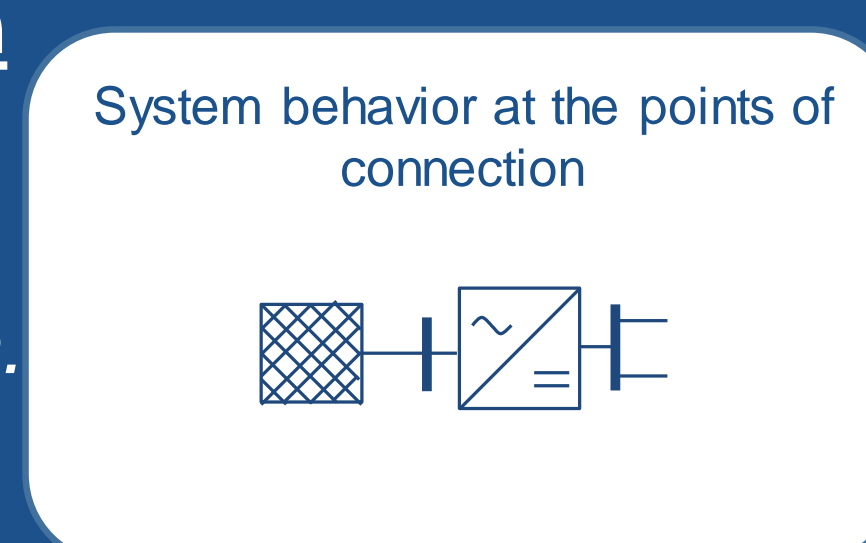 System behavior at the points of
connection